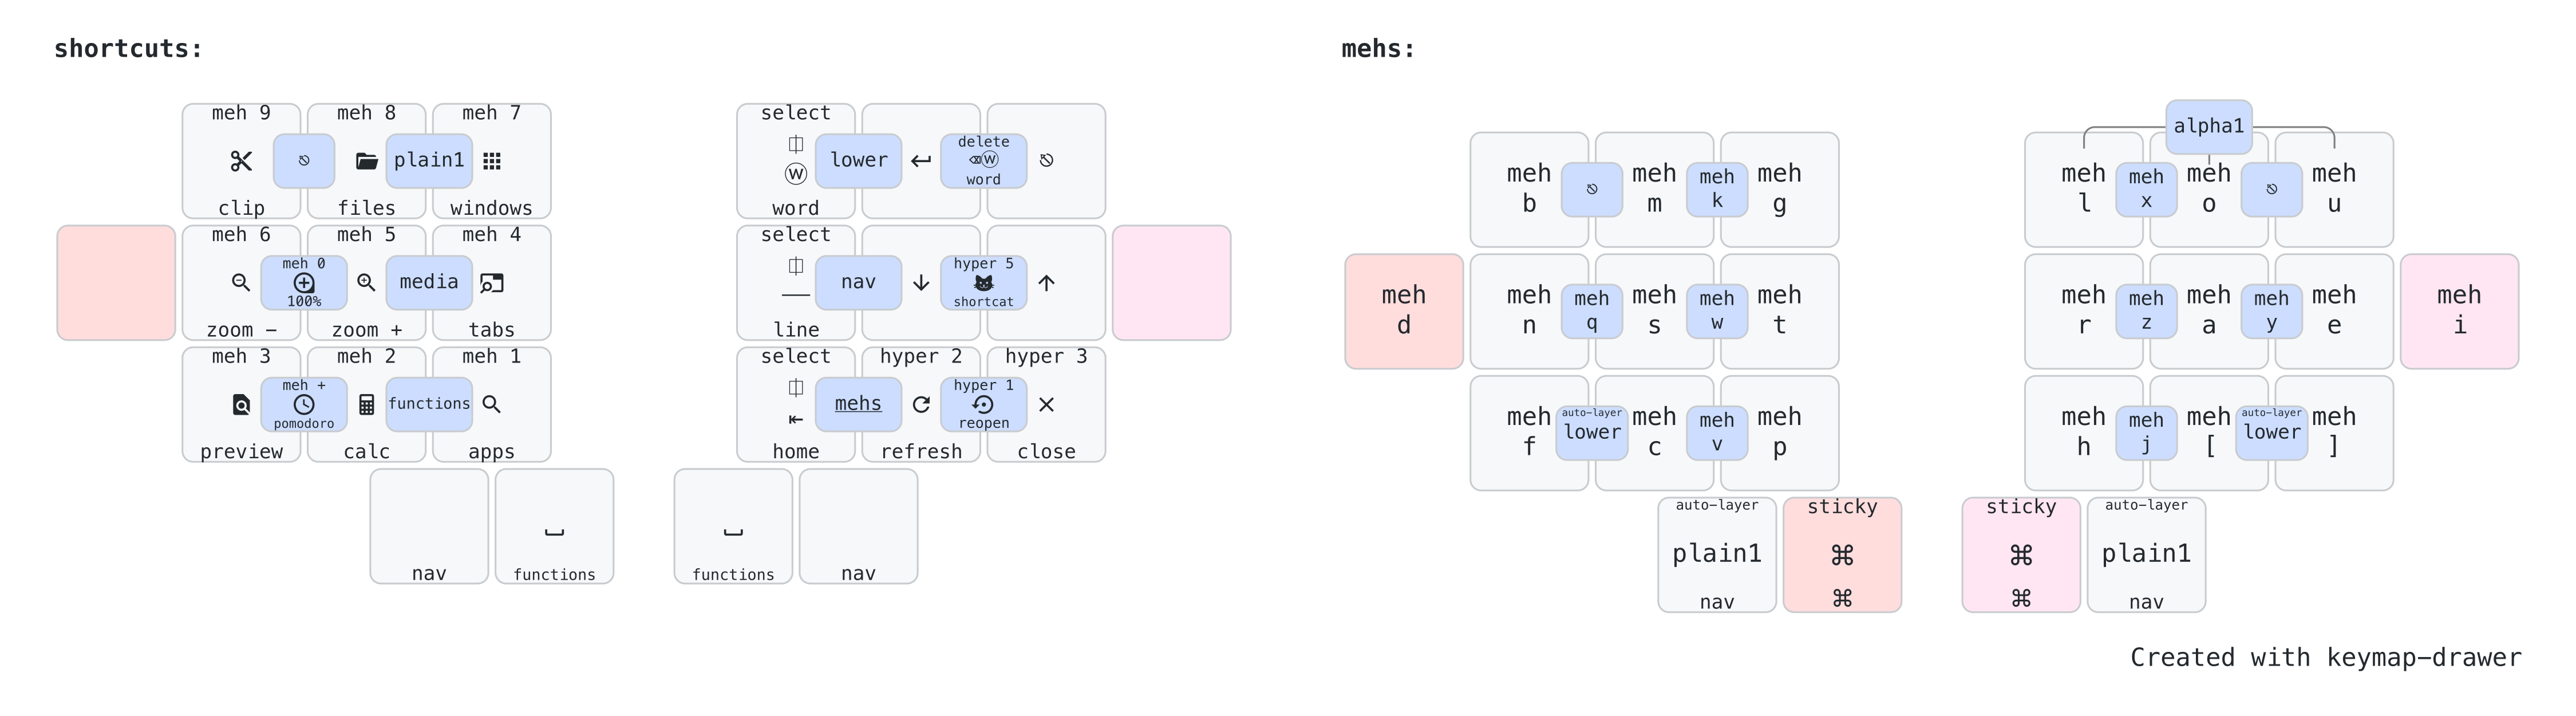 shortcuts:
meh 9 meh 8 meh 7
plain1
clip files windows
select
W
word
lower
delete
W
word
meh 6 meh 5 meh 4
meh 0
100%
media
zoom − zoom + tabs
select
line
nav
hyper 5
shortcat
meh 3 meh 2 meh 1
meh +
pomodoro
functions
preview calc apps
select
home
mehs
hyper 2 hyper 3
hyper 1
reopen
refresh close
nav functions functions nav
mehs:
alpha1
meh b
meh m
meh k
meh g
meh l
meh x
meh o
meh u
meh d
meh n
meh q
meh s
meh w
meh t
meh r
meh z
meh a
meh y
meh e
meh i
meh f
auto-layer
lower
meh c
meh v
meh p
meh h
meh j
meh [
auto-layer
lower
meh ]
auto-layer
plain1
nav
sticky
⌘
⌘
sticky
⌘
⌘
auto-layer
plain1
nav
Created with keymap-drawer